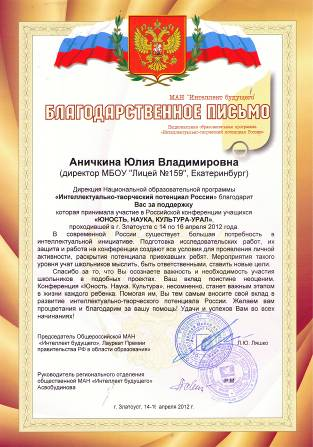 МАН "Интеллект будущего"
БЛАГОДАРСТВЕННОЕ ПИСЬМО
Национальная образовательная программа
«Интеллектуально-творческий потенциал России»
Аничкина Юлия Владимировна
(директор МБОУ "Лицей №159", Екатеринбург)
Дирекция Национальной образовательной программы
«Интеллектуально-творческий потенциал России» благодарит
Вас за поддержку
которая принимала участие в Российской конференции учащихся
«ЮНОСТЬ, НАУКА, КУЛЬТУРА-УРАЛ»
проходившей в г. Златоусте с 14 по 16 апреля 2012 года.
В современной России существует большая потребность в
интеллектуальной инициативе. Подготовка исследовательских работ, их
защита и работа на конференции создают все условия для проявления личной
активности, раскрытия потенциала приехавших ребят. Мероприятия такого
уровня учат школьников мыслить, быть ответственными, ставить новые цели.
Спасибо за то, что Вы осознаете важность и необходимость участия
школьников в подобных проектах. Ваш вклад поистине неоценим.
Конференция «Юность. Наука. Культура», несомненно, станет важным этапом
в жизни каждого ребенка. Помогая им, Вы тем самым вносите свой вклад в
развитие интеллектуально-творческого потенциала России. Желаем вам
процветания и благодарим за вашу помощь! Удачи и успехов Вам во всех
начинаниях!
Председатель Общероссийской МАН
«Интеллект будущего», Лауреат Премии
правительства РФ в области образования
Л.Ю. Ляшко
Руководитель регионального отделения
общественной МАН «Интеллект будущего»
г. Златоуст, 14-16 апреля 2012 г.